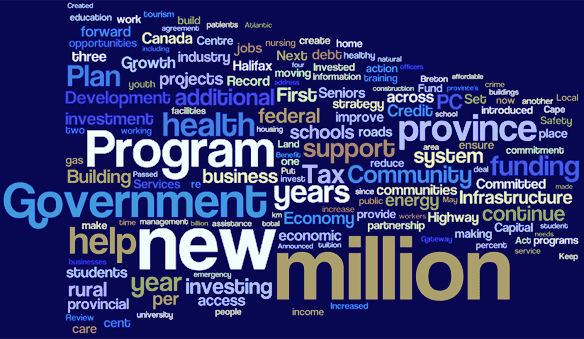 Created
education work tourism
build agreement patients Atlantic
forward Canada Centre create home
opportunities including jobs nursing Next debt healthy natural
three Growth industry Halifax four Invested action officers affordable
Plan projects Record moving Information training Breton crime
youth address construction Fund province's buildings
Development additional First Seniors across PC Set now another Local
facilities strategy Credit school introduced Cape
investment health federal improve Safety
two working housing schools roads area ensure place
gas Program Land support province commitment
Building Passed business Benefit one reduce system deal funding
Services re Put invest Tax Community Committed made
Government years since communities Infrastructure
public energy May
km Economy increase provide workers Highway continue
make time management billion assistance total partnership Capital student
help new economic Announced tuition Gateway making Act programs
percent needs service
businesses million Keep
students emergency
rural year investing
provincial per access
Review cent university people income Increased
care